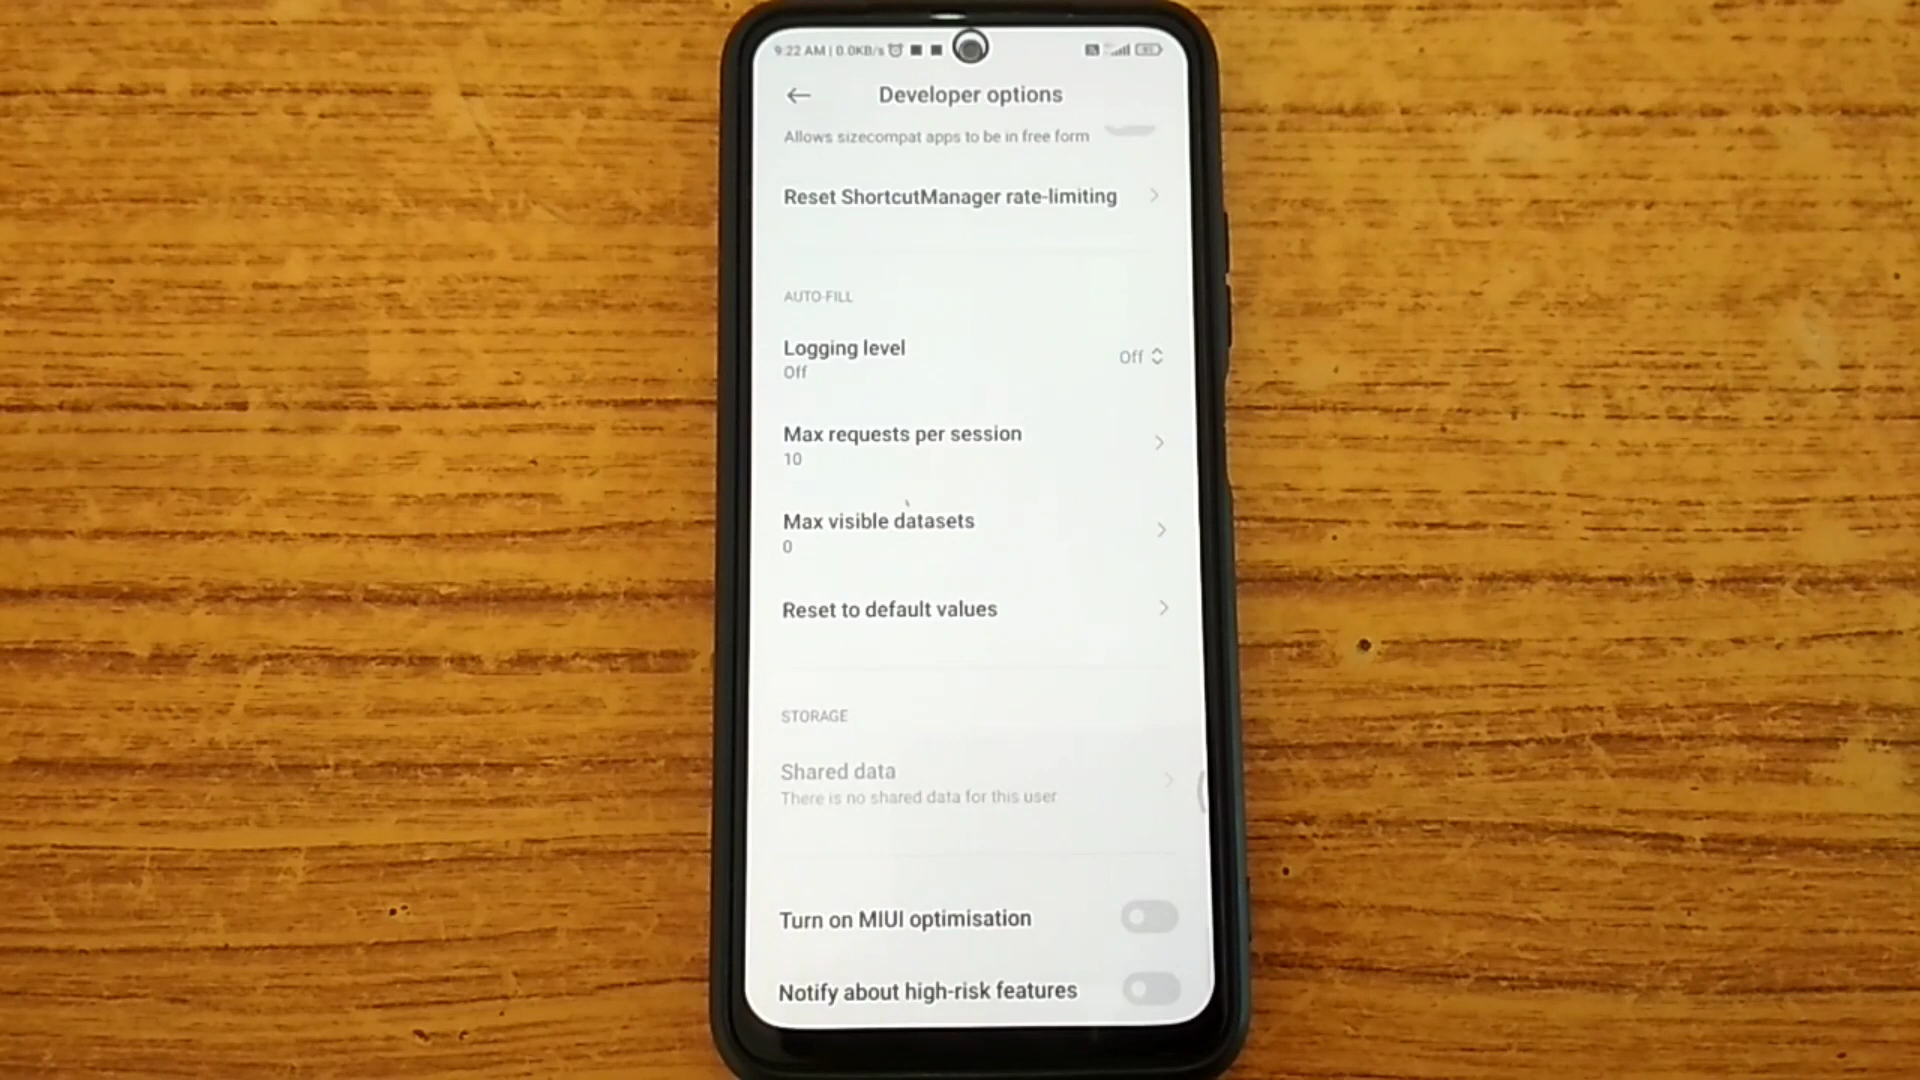 9:22 AM | 0.0KB/s
Developer options
Allows sizecompat apps to be in free form
Reset ShortcutManager rate-limiting
AUTO-FILL
Logging level
Off
Off
Max requests per session
10
Max visible datasets
0
Reset to default values
STORAGE
Shared data
There is no shared data for this user
Turn on MIUI optimisation
Notify about high-risk features